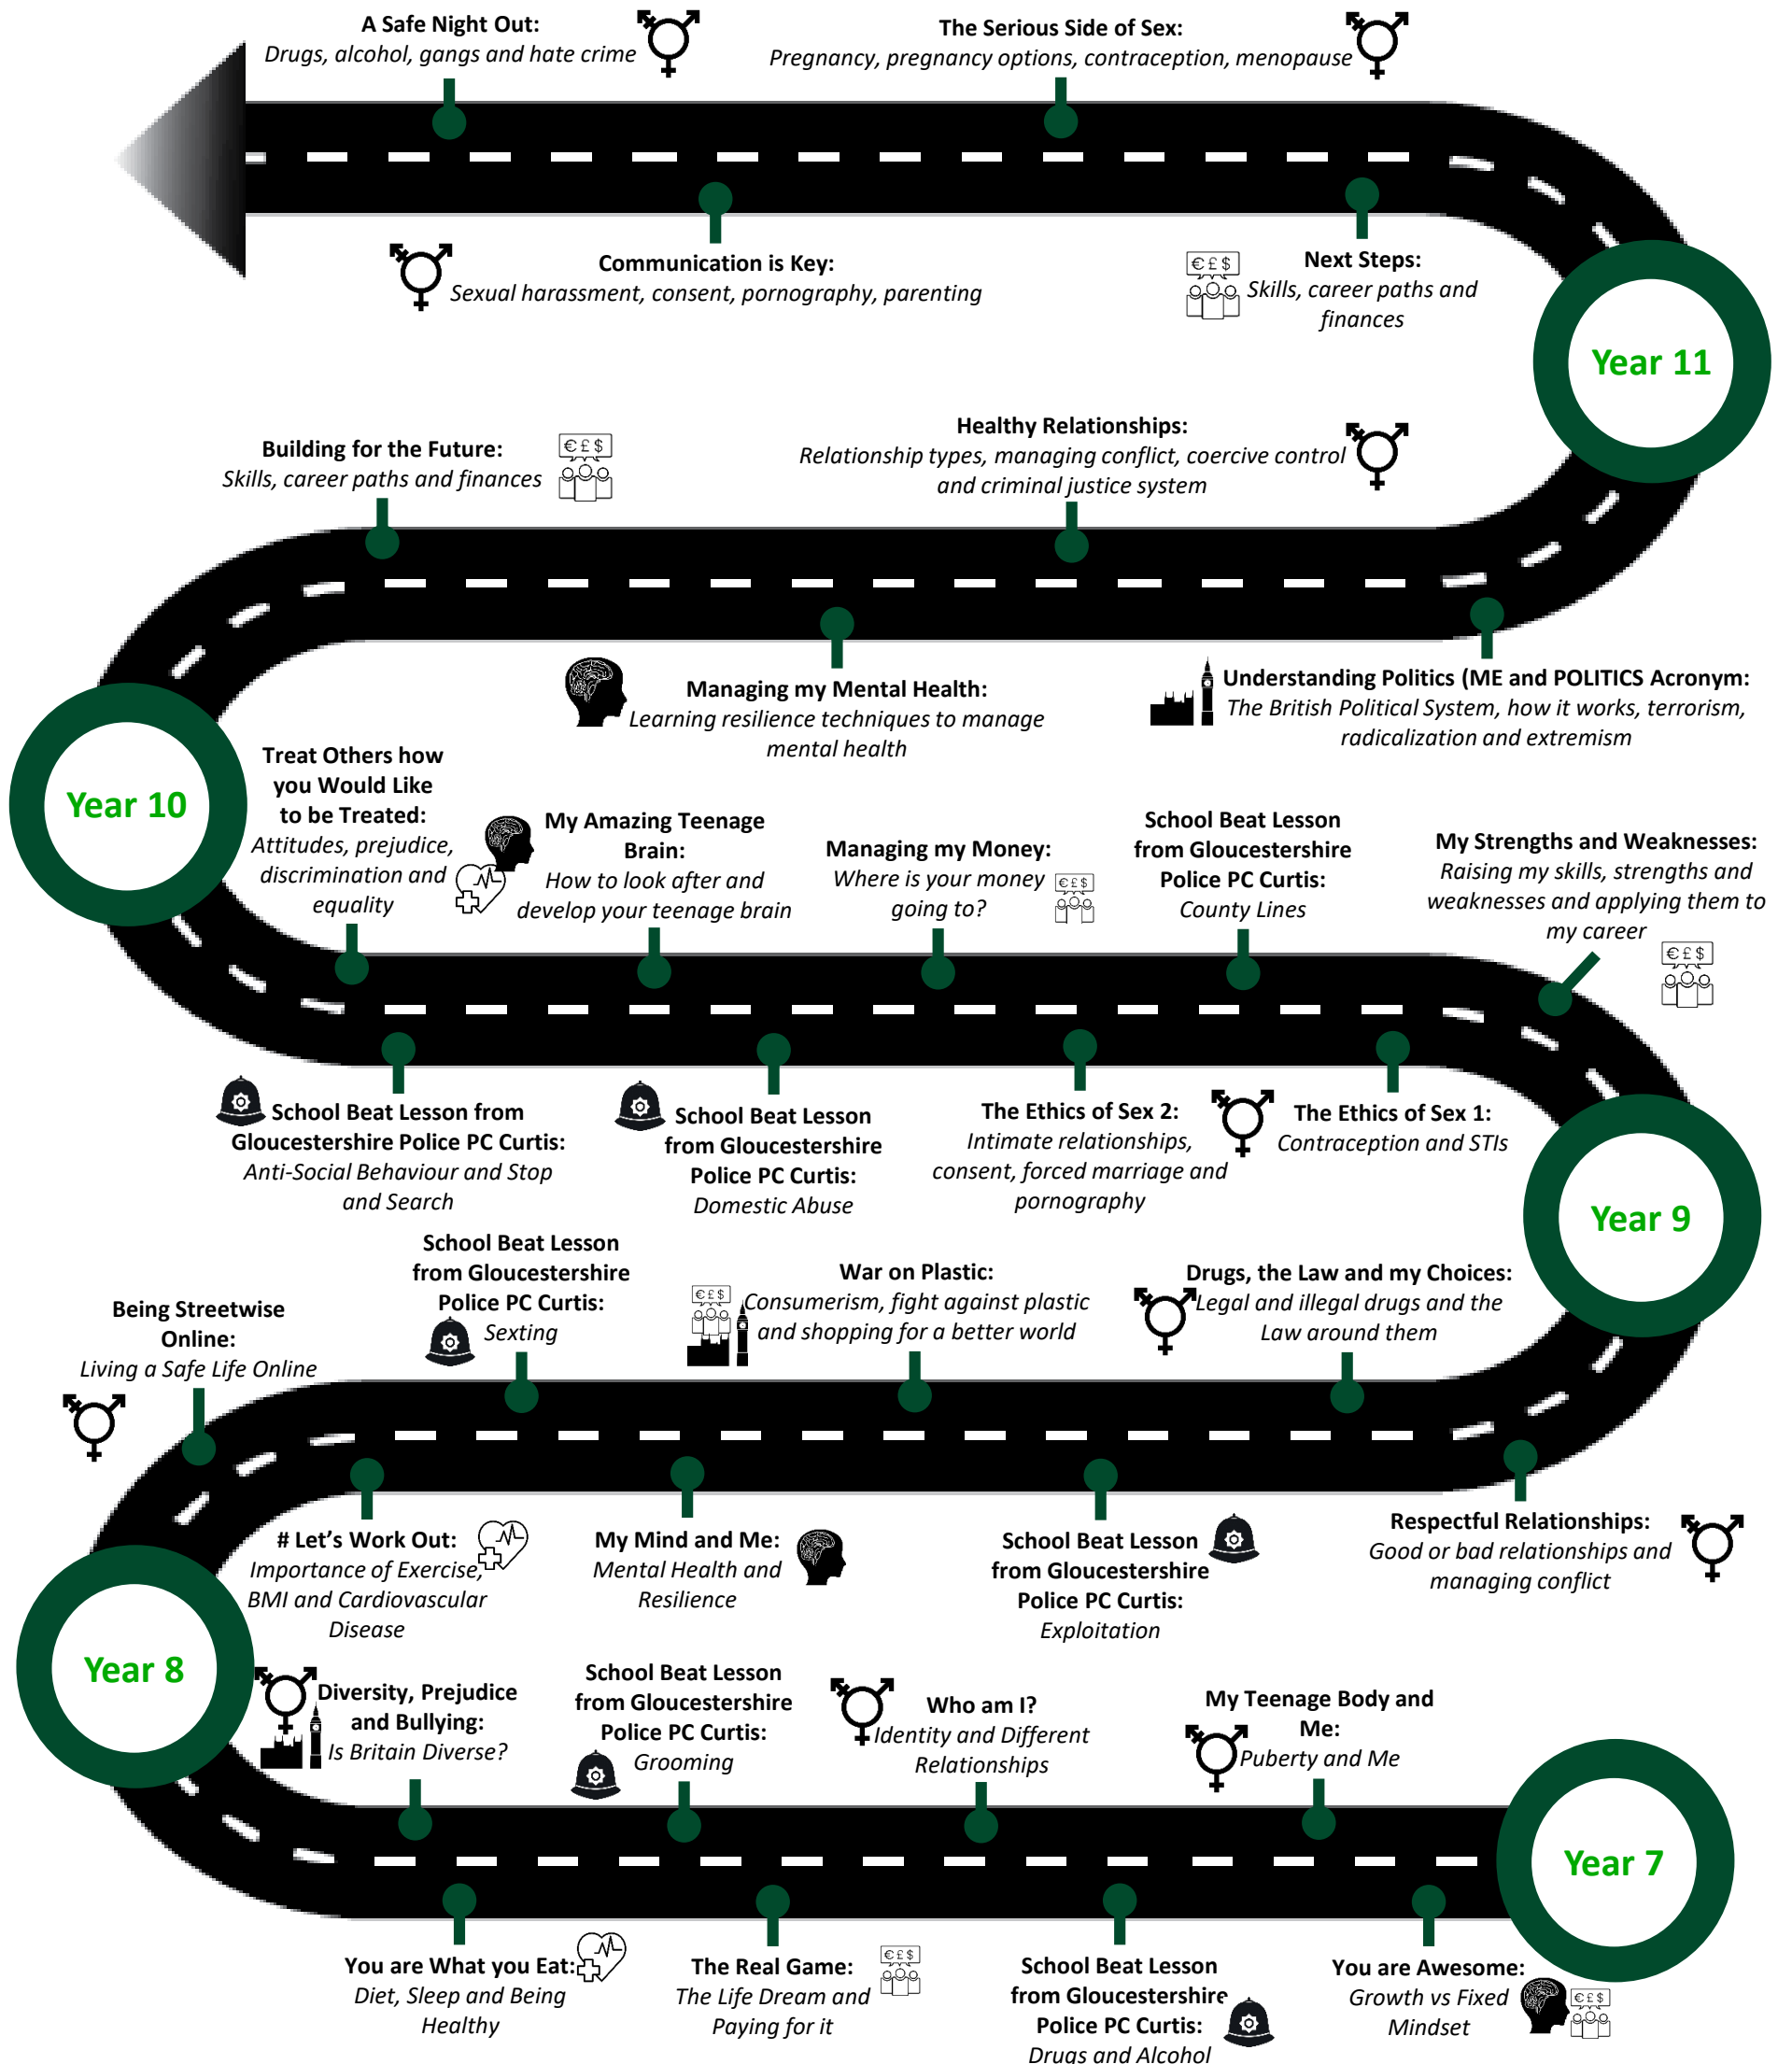 A Safe Night Out:
Drugs, alcohol, gangs and hate crime
The Serious Side of Sex:
Pregnancy, pregnancy options, contraception, menopause
Communication is Key:
Sexual harassment, consent, pornography, parenting
€ £ $
Next Steps:
Skills, career paths and
finances
Year 11
Building for the Future:
Skills, career paths and finances
€ £ $
Healthy Relationships:
Relationship types, managing conflict, coercive control
and criminal justice system
Managing my Mental Health:
Learning resilience techniques to manage
mental health
Understanding Politics (ME and POLITICS Acronym:
The British Political System, how it works, terrorism,
radicalization and extremism
Year 10
Treat Others how
you Would Like
to be Treated:
Attitudes, prejudice,
discrimination and
equality
My Amazing Teenage
Brain:
How to look after and
develop your teenage brain
Managing my Money:
Where is your money
going to?
€ £ $
School Beat Lesson
from Gloucestershire
Police PC Curtis:
County Lines
My Strengths and Weaknesses:
Raising my skills, strengths and
weaknesses and applying them to
my career
€ £ $
School Beat Lesson from
Gloucestershire Police PC Curtis:
Anti-Social Behaviour and Stop
and Search
School Beat Lesson
from Gloucestershire
Police PC Curtis:
Domestic Abuse
The Ethics of Sex 2:
Intimate relationships,
consent, forced marriage and
pornography
The Ethics of Sex 1:
Contraception and STIs
Year 9
Being Streetwise
Online:
Living a Safe Life Online
School Beat Lesson
from Gloucestershire
Police PC Curtis:
Sexting
€ £ $
War on Plastic:
Consumerism, fight against plastic
and shopping for a better world
Drugs, the Law and my Choices:
Legal and illegal drugs and the
Law around them
# Let's Work Out:
Importance of Exercise,
BMI and Cardiovascular
Disease
My Mind and Me:
Mental Health and
Resilience
School Beat Lesson
from Gloucestershire
Police PC Curtis:
Exploitation
Respectful Relationships:
Good or bad relationships and
managing conflict
Year 8
Diversity, Prejudice
and Bullying:
Is Britain Diverse?
School Beat Lesson
from Gloucestershire
Police PC Curtis:
Grooming
Who am I?
Identity and Different
Relationships
My Teenage Body and
Me:
Puberty and Me
Year 7
You are What you Eat:
Diet, Sleep and Being
Healthy
The Real Game:
The Life Dream and
Paying for it
€ £ $
School Beat Lesson
from Gloucestershire
Police PC Curtis:
Drugs and Alcohol
You are Awesome:
Growth vs Fixed
Mindset
€ £ $